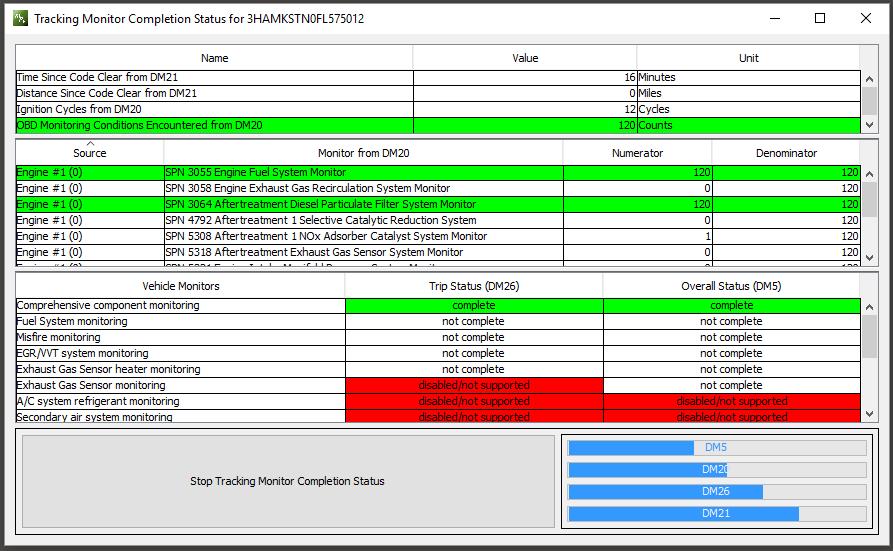 Tracking Monitor Completion Status for 3HAMKSTN0FL575012
Name Value Unit
Time Since Code Clear from DM21 16 Minutes
Distance Since Code Clear from DM21 0 Miles
Ignition Cycles from DM20 12 Cycles
OBD Monitoring Conditions Encountered from DM20 120 Counts
Source Monitor from DM20 Numerator Denominator
Engine #1 (0) SPN 3055 Engine Fuel System Monitor 120 120
Engine #1 (0) SPN 3058 Engine Exhaust Gas Recirculation System Monitor 0 120
Engine #1 (0) SPN 3064 Aftertreatment Diesel Particulate Filter System Monitor 120 120
Engine #1 (0) SPN 4792 Aftertreatment 1 Selective Catalytic Reduction System 0 120
Engine #1 (0) SPN 5308 Aftertreatment 1 NOx Adsorber Catalyst System Monitor 1 120
Engine #1 (0) SPN 5318 Aftertreatment Exhaust Gas Sensor System Monitor 0 120
Vehicle Monitors Trip Status (DM26) Overall Status (DM5)
Comprehensive component monitoring complete complete
Fuel System monitoring not complete not complete
Misfire monitoring not complete not complete
EGR/VVT system monitoring not complete not complete
Exhaust Gas Sensor heater monitoring not complete not complete
Exhaust Gas Sensor monitoring disabled/not supported not complete
A/C system refrigerant monitoring disabled/not supported disabled/not supported
Secondary air system monitoring disabled/not supported disabled/not supported
Stop Tracking Monitor Completion Status
DM5
DM20
DM26
DM21